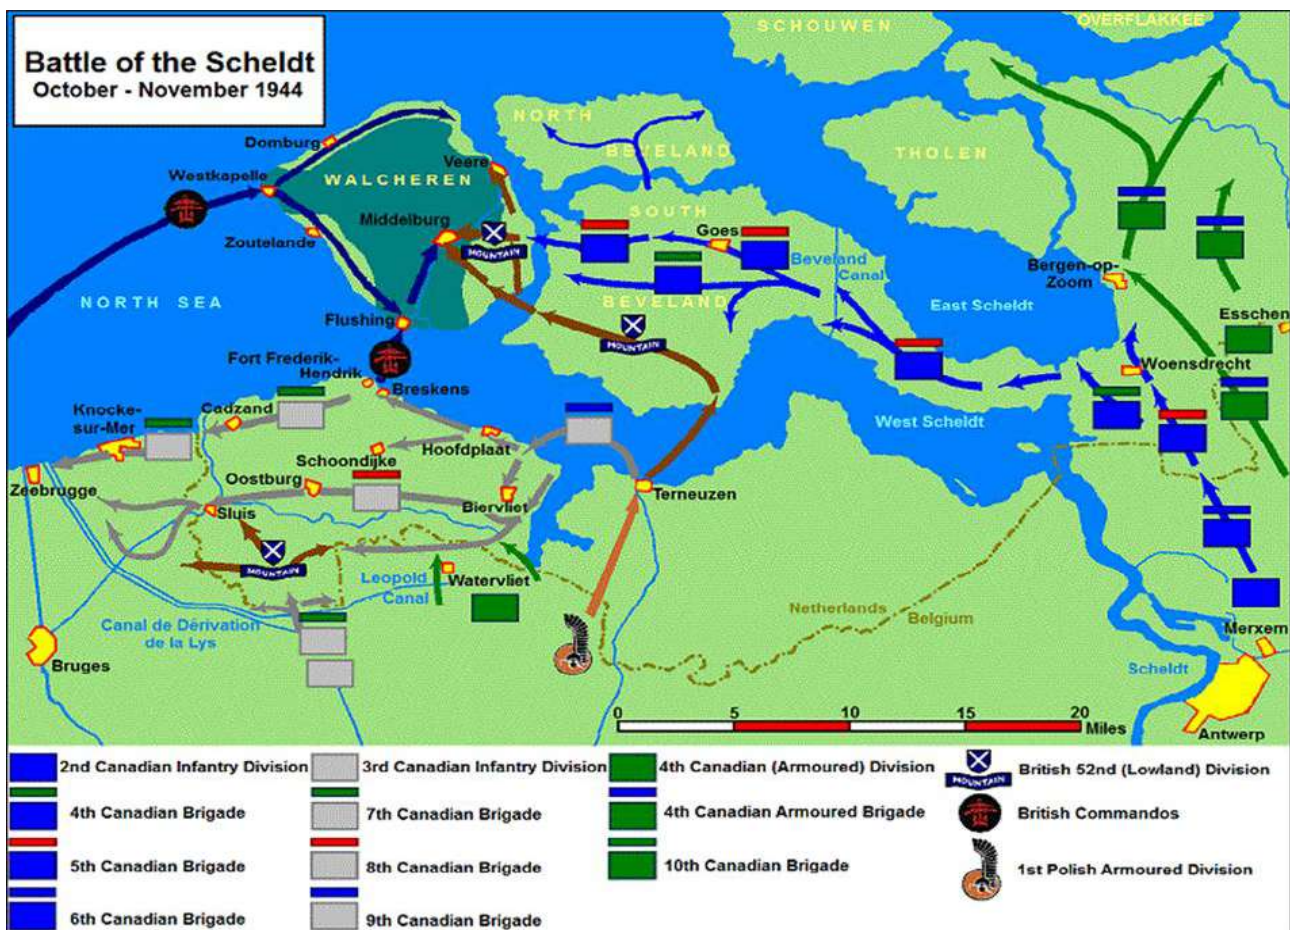 Battle of the Scheldt
October - November 1944
SCHOUWEN
OVERFLAKKEE
NORTH
BEVELAND
THOLEN
Domburg
Veere
Westkapelle
WALCHEREN
Middelburg
MOUNTAIN
SOUTH
Goes
Zoutelande
Beveland
Canal
BEVELAND
Bergen-op-
Zoom
NORTH SEA
East Scheldt
Flushing
MOUNTAIN
Esschen
Fort Frederik-
Hendrik
Breskens
Woensdrecht
Knocke-
sur-Mer
Cadzand
West Scheldt
Hoofdplaat
Schoondijke
Zeebrugge
Oostburg
Terneuzen
Sluis
Biervliet
MOUNTAIN
Leopold
Canal
Watervliet
Netherlands
Belgium
Canal de Dérivation
de la Lys
Merxem
Bruges
Scheldt
0 5 10 15 20
Miles
Antwerp
2nd Canadian Infantry Division
3rd Canadian Infantry Division
4th Canadian (Armoured) Division
MOUNTAIN
British 52nd (Lowland) Division
4th Canadian Brigade
7th Canadian Brigade
4th Canadian Armoured Brigade
British Commandos
5th Canadian Brigade
8th Canadian Brigade
10th Canadian Brigade
1st Polish Armoured Division
6th Canadian Brigade
9th Canadian Brigade